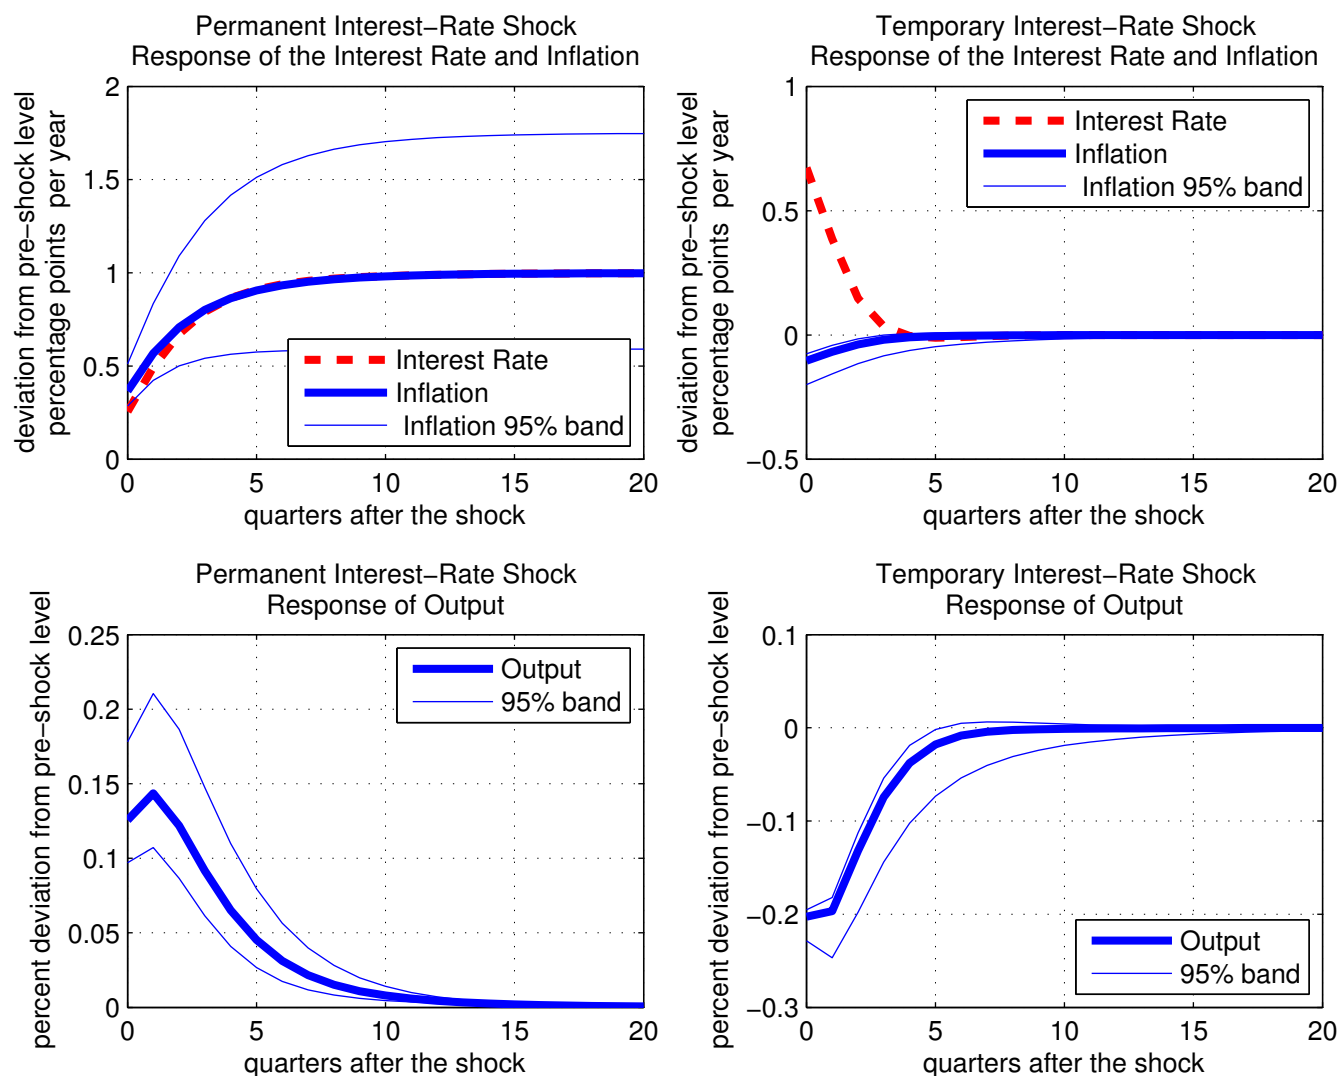 Permanent Interest−Rate Shock
Response of the Interest Rate and Inflation
deviation from pre−shock level
percentage points per year
2
1.5
1
0.5
0
Interest Rate
Inflation
Inflation 95% band
0 5 10 15 20
quarters after the shock
Temporary Interest−Rate Shock
Response of the Interest Rate and Inflation
deviation from pre−shock level
percentage points per year
1
0.5
0
−0.5
Interest Rate
Inflation
Inflation 95% band
0 5 10 15 20
quarters after the shock
Permanent Interest−Rate Shock
Response of Output
percent deviation from pre−shock level
0.25
0.2
0.15
0.1
0.05
0
Output
95% band
0 5 10 15 20
quarters after the shock
Temporary Interest−Rate Shock
Response of Output
percent deviation from pre−shock level
0.1
0
−0.1
−0.2
−0.3
Output
95% band
0 5 10 15 20
quarters after the shock